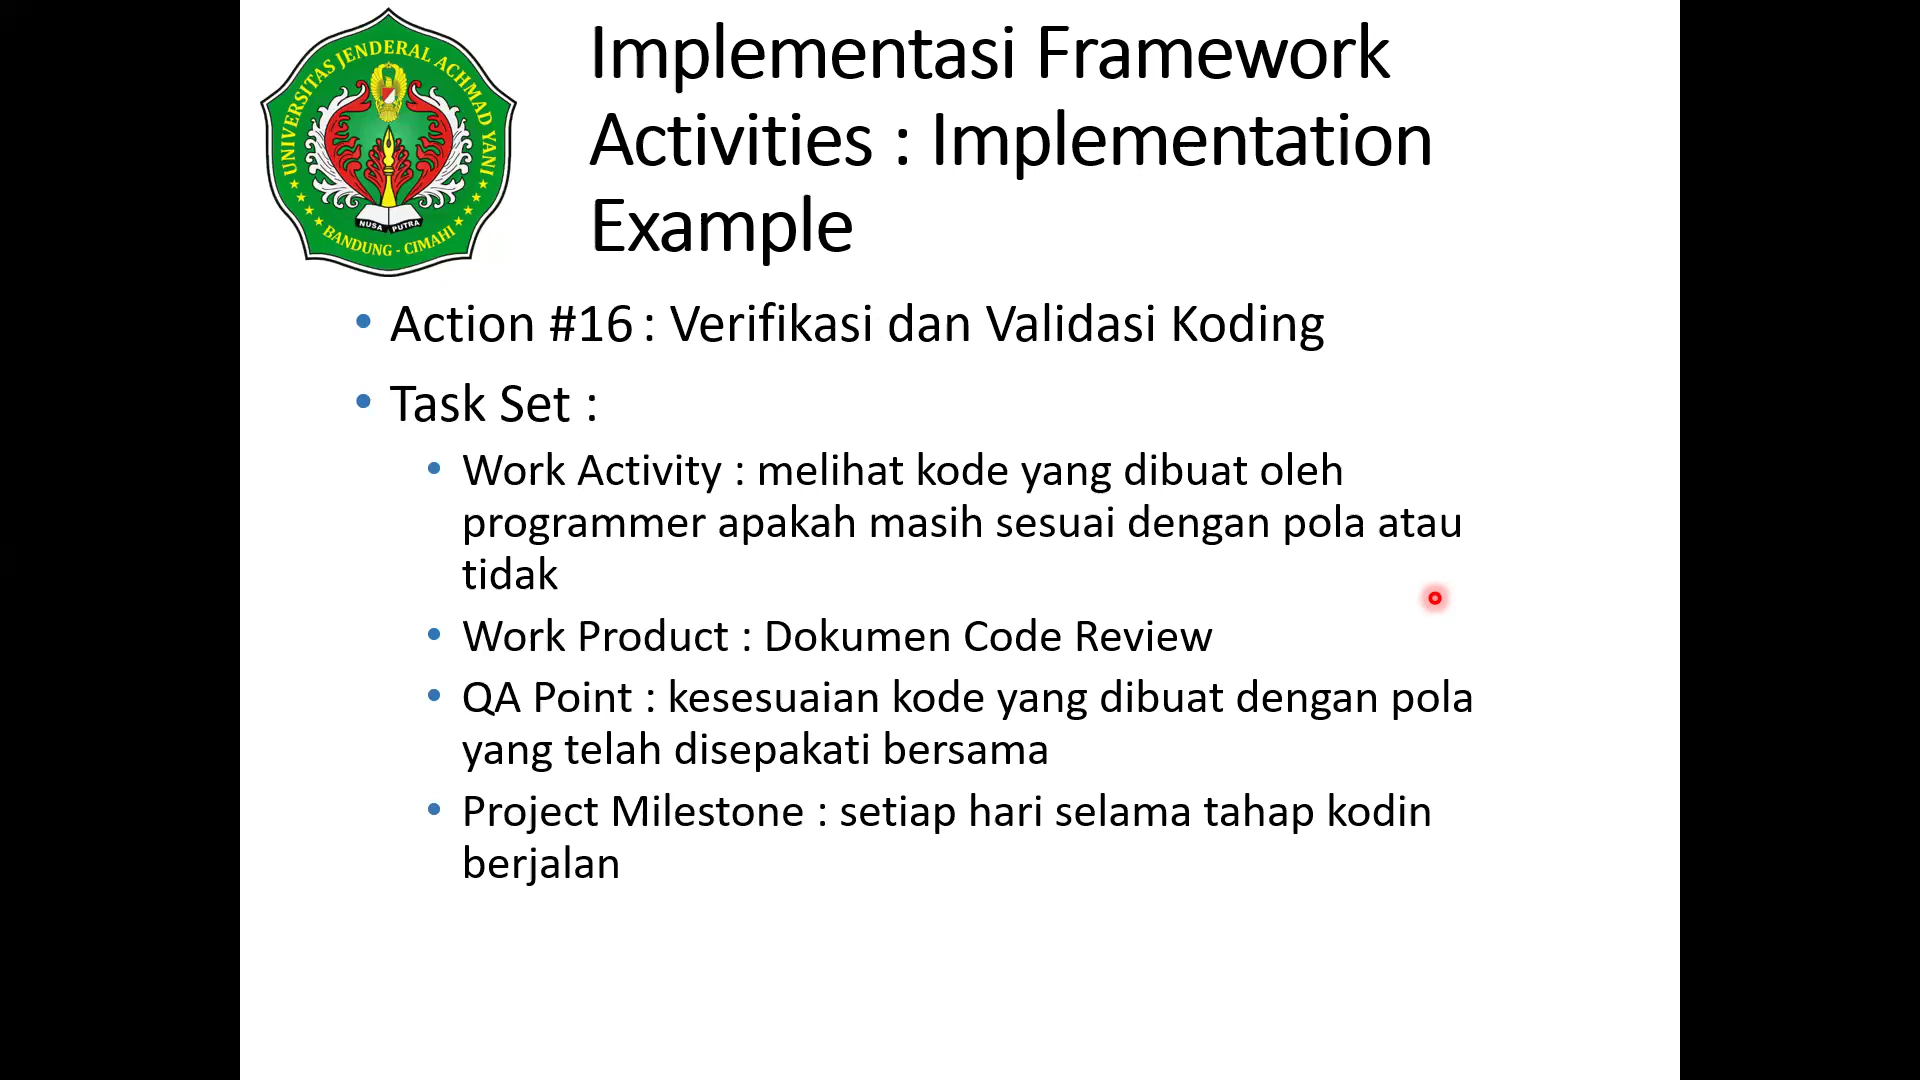 UNIVERSITAS JENDERAL ACHMAD YANI
NUSA PUTRA
BANDUNG - CIMAHI
Implementasi Framework
Activities : Implementation
Example
• Action #16 : Verifikasi dan Validasi Koding
• Task Set :
• Work Activity : melihat kode yang dibuat oleh
programmer apakah masih sesuai dengan pola atau
tidak
• Work Product : Dokumen Code Review
• QA Point : kesesuaian kode yang dibuat dengan pola
yang telah disepakati bersama
• Project Milestone : setiap hari selama tahap kodin
berjalan